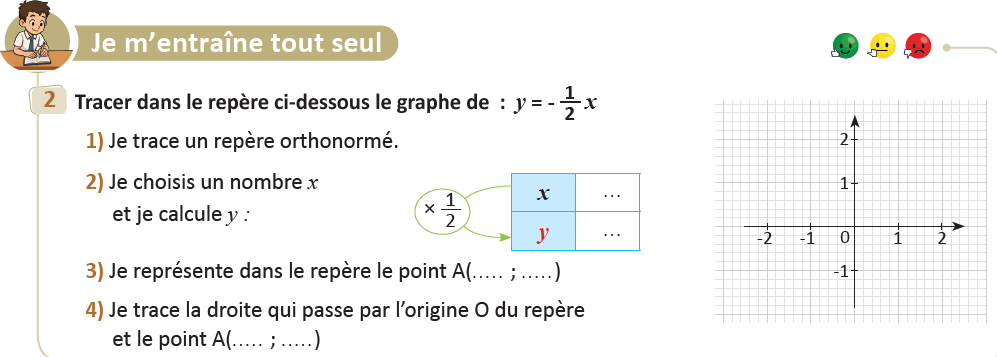 Je m’entraîne tout seul
2 Tracer dans le repère ci-dessous le graphe de : y = - 1/2 x
1) Je trace un repère orthonormé.
2) Je choisis un nombre x
et je calcule y :
× 1/2
x ...
y ...
3) Je représente dans le repère le point A(..... ; .....)
4) Je trace la droite qui passe par l’origine O du repère
et le point A(..... ; .....)
2
1
-2 -1 0 1 2
-1